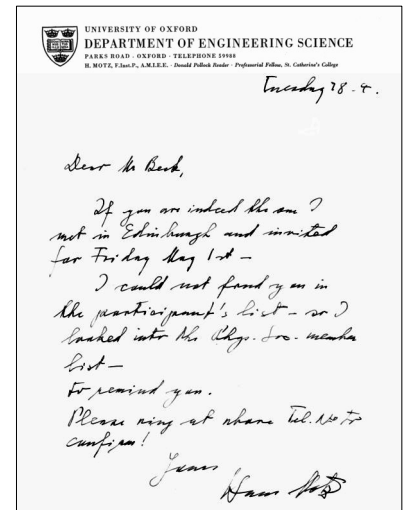 UNIVERSITY OF OXFORD
DEPARTMENT OF ENGINEERING SCIENCE
PARKS ROAD · OXFORD · TELEPHONE 59988
H. MOTZ, F.Inst.P., A.M.I.E.E. - Donald Pollock Reader - Professorial Fellow, St. Catherine's College
Tuesday 28.4.
Dear Mr Beck,
If you are indeed the one I
met in Edinburgh and invited
for Friday May 1st –
I could not find you in
the participant's list – so I
looked into the Phys. Soc. member
list –
To remind you.
Please ring at above Tel. No to
confirm!
Yours
Hans Motz